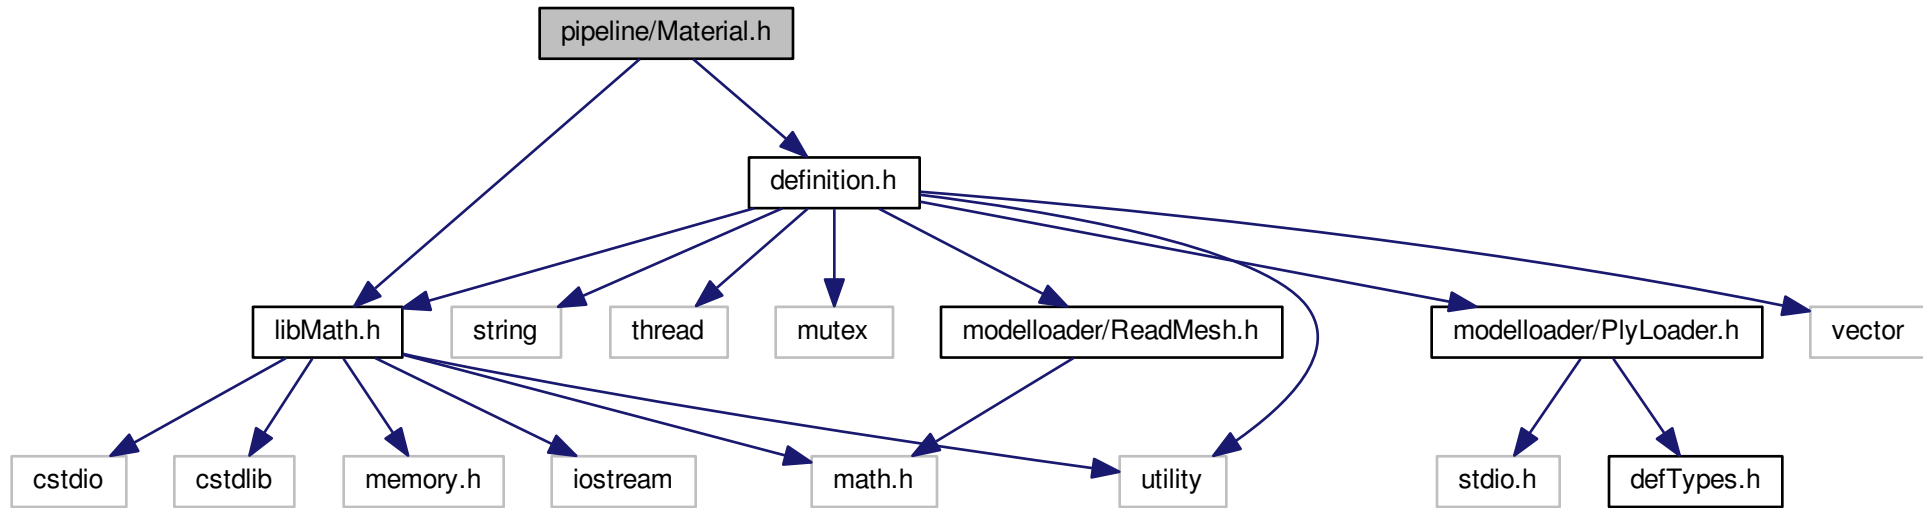 pipeline/Material.h
definition.h
libMath.h
string
thread
mutex
modelloader/ReadMesh.h
modelloader/PlyLoader.h
vector
cstdio
cstdlib
memory.h
iostream
math.h
utility
stdio.h
defTypes.h